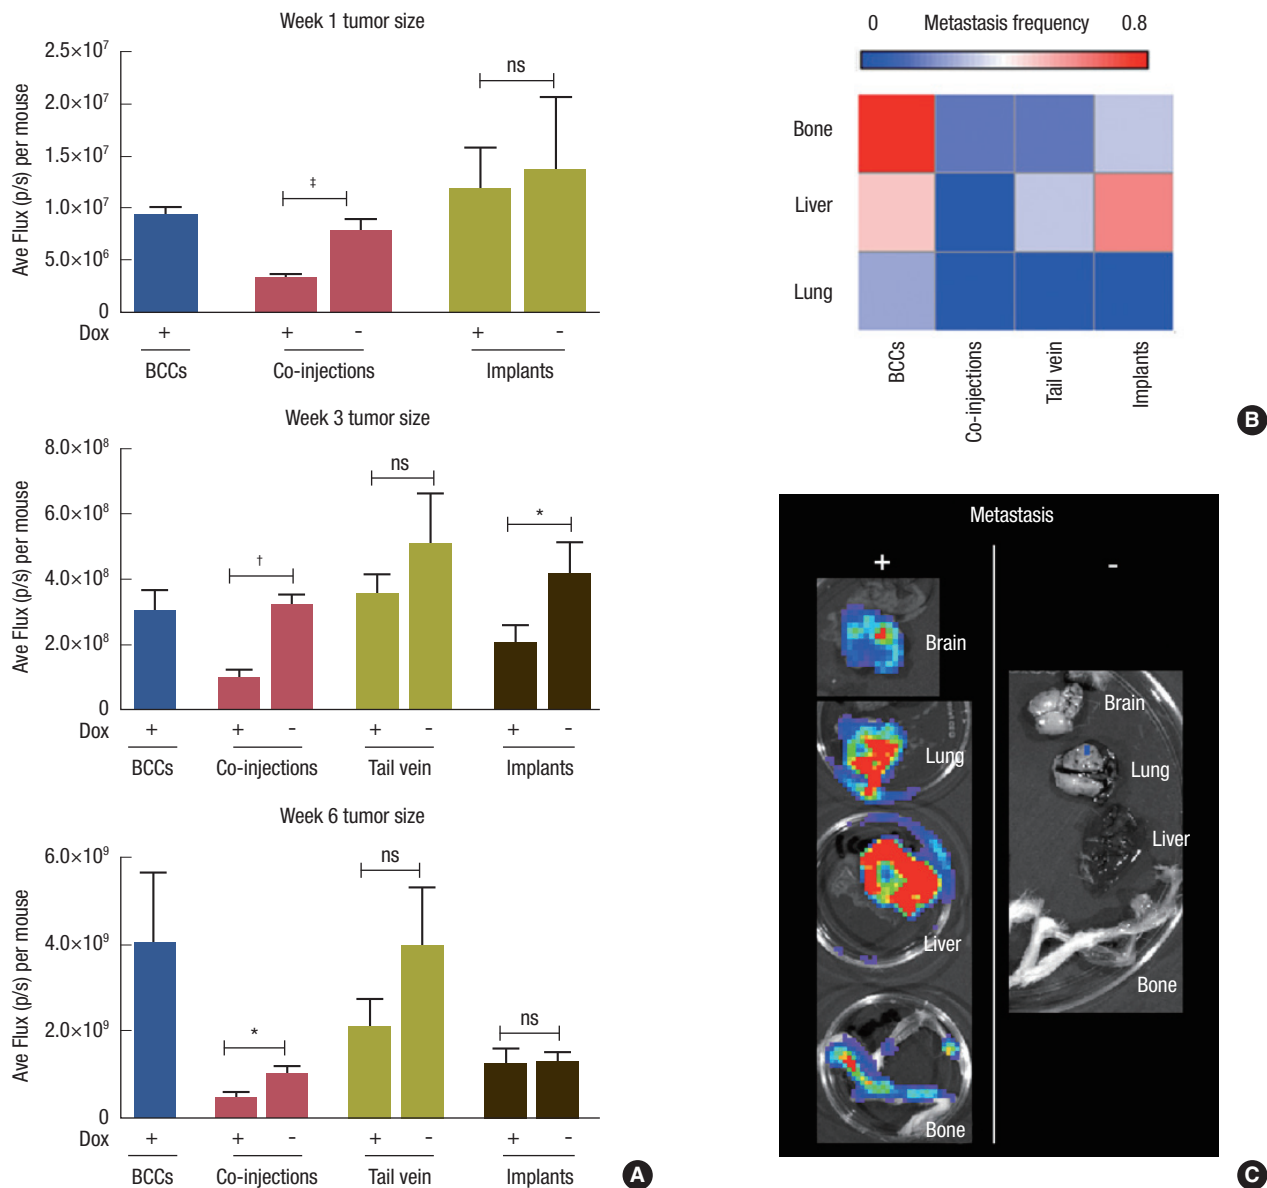 Week 1 tumor size
Ave Flux (p/s) per mouse
2.5×10⁷
2.0×10⁷
1.5×10⁷
1.0×10⁷
5.0×10⁶
0
‡
ns
Dox + + - + -
BCCs Co-injections Implants
Week 3 tumor size
Ave Flux (p/s) per mouse
8.0×10⁸
6.0×10⁸
4.0×10⁸
2.0×10⁸
0
†
ns
*
Dox + + - + - + -
BCCs Co-injections Tail vein Implants
Week 6 tumor size
Ave Flux (p/s) per mouse
6.0×10⁹
4.0×10⁹
2.0×10⁹
0
*
ns
ns
Dox + + - + - + -
BCCs Co-injections Tail vein Implants
A
0 Metastasis frequency 0.8
Bone
Liver
Lung
BCCs
Co-injections
Tail vein
Implants
B
Metastasis
+ -
Brain
Lung
Liver
Bone
Brain
Lung
Liver
Bone
C